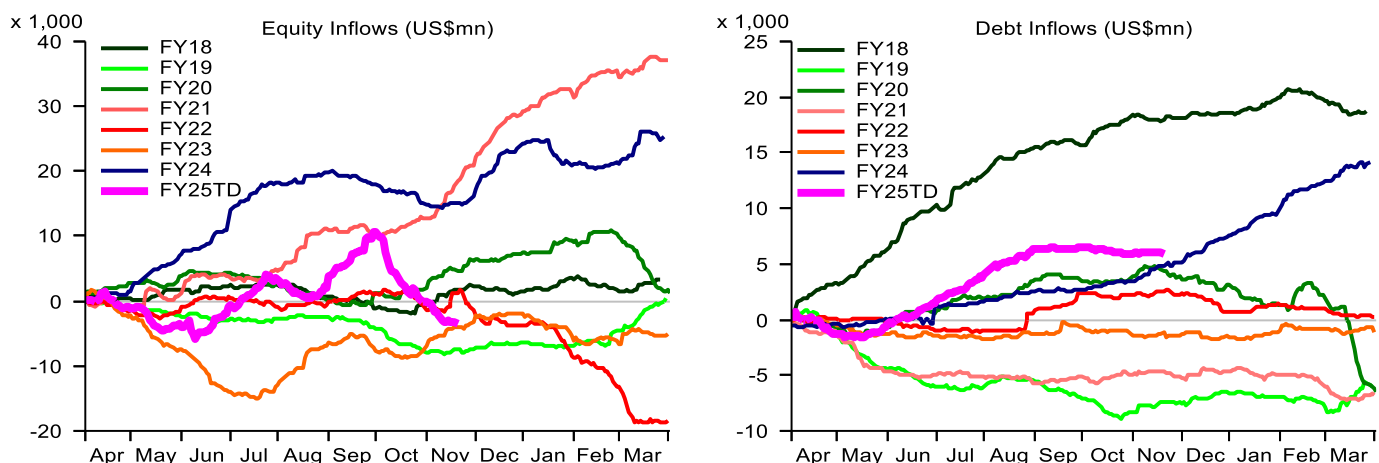 x 1,000
Equity Inflows (US$mn)
40
30
20
10
0
-10
-20
FY18
FY19
FY20
FY21
FY22
FY23
FY24
FY25TD
Apr May Jun Jul Aug Sep Oct Nov Dec Jan Feb Mar
x 1,000
Debt Inflows (US$mn)
25
20
15
10
5
0
-5
-10
FY18
FY19
FY20
FY21
FY22
FY23
FY24
FY25TD
Apr May Jun Jul Aug Sep Oct Nov Dec Jan Feb Mar